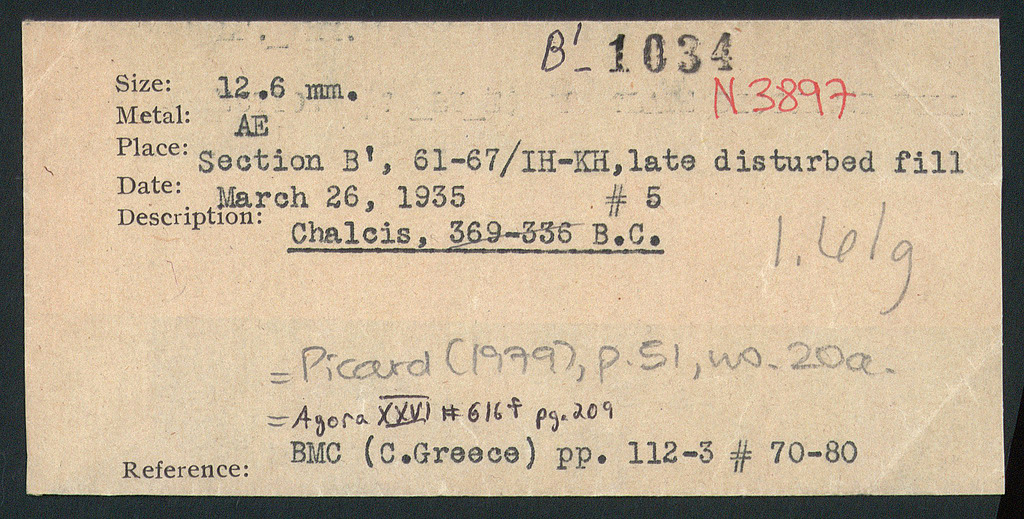 B' - 1034
N 3897
Size: 12.6 mm.
Metal: AE
Place: Section B', 61-67/IH-KH, late disturbed fill
Date: March 26, 1935 # 5
Description: Chalcis, 369-336 B.C.
1.61g
= Picard (1979), p. 51, no. 20a.
= Agora XXVI # 616f pg. 209
Reference: BMC (C.Greece) pp. 112-3 # 70-80